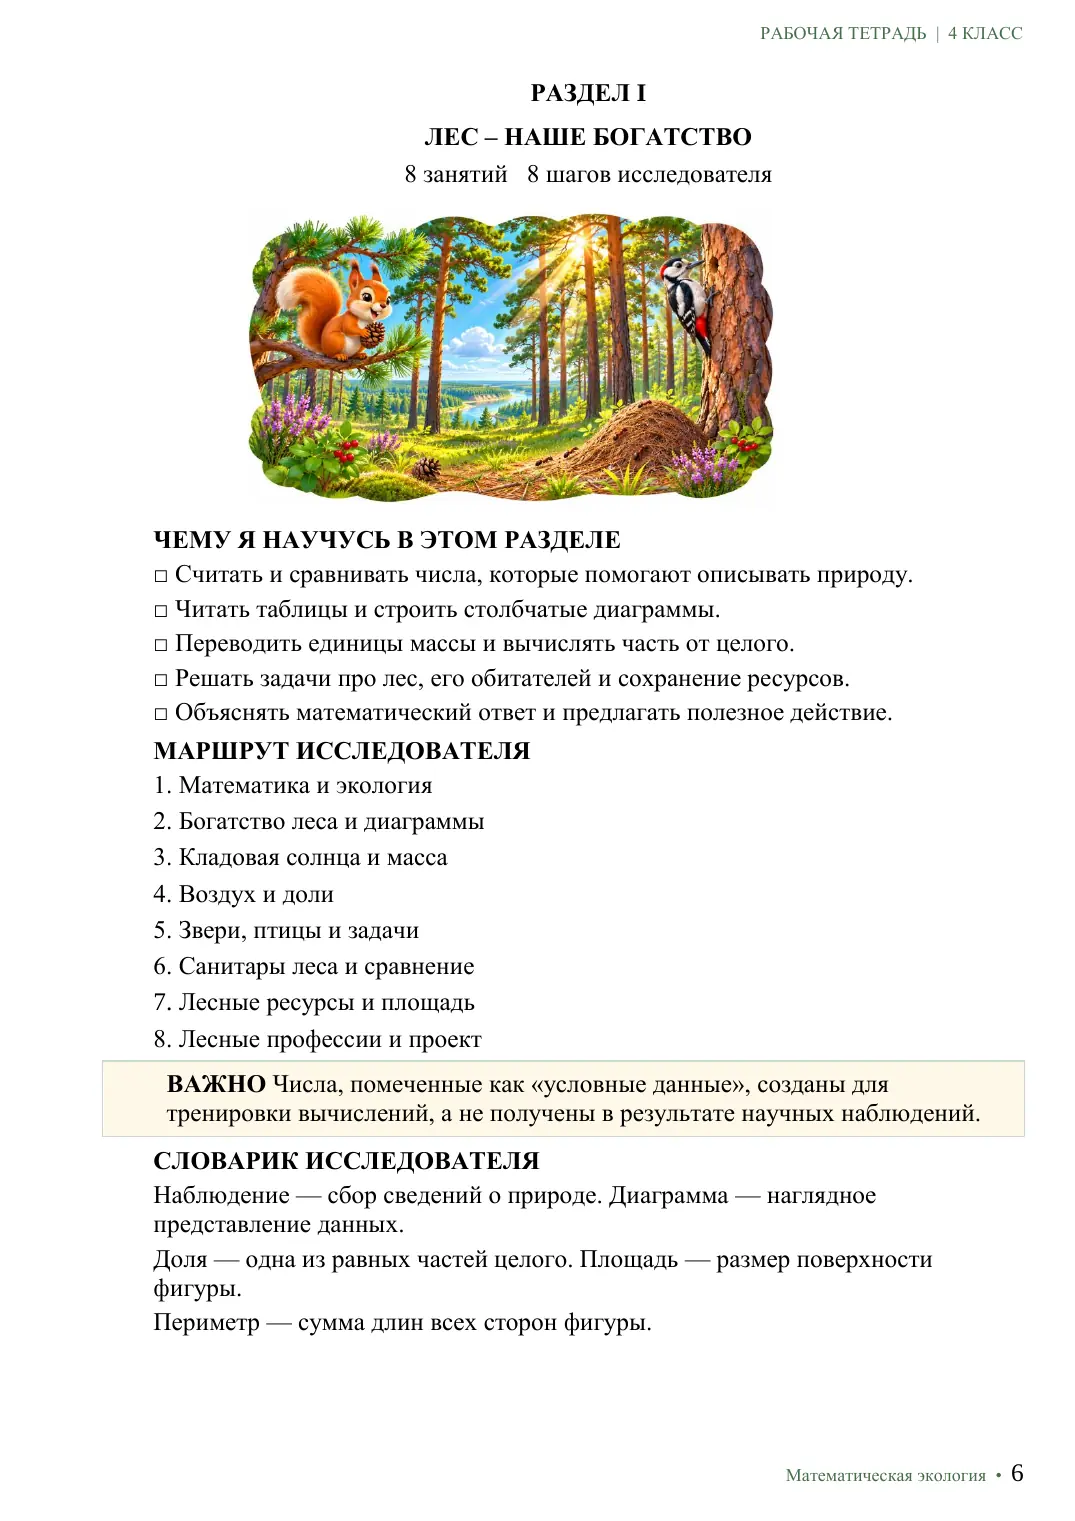 РАБОЧАЯ ТЕТРАДЬ | 4 КЛАСС
РАЗДЕЛ I
ЛЕС – НАШЕ БОГАТСТВО
8 занятий 8 шагов исследователя
ЧЕМУ Я НАУЧУСЬ В ЭТОМ РАЗДЕЛЕ
□ Считать и сравнивать числа, которые помогают описывать природу.
□ Читать таблицы и строить столбчатые диаграммы.
□ Переводить единицы массы и вычислять часть от целого.
□ Решать задачи про лес, его обитателей и сохранение ресурсов.
□ Объяснять математический ответ и предлагать полезное действие.
МАРШРУТ ИССЛЕДОВАТЕЛЯ
1. Математика и экология
2. Богатство леса и диаграммы
3. Кладовая солнца и масса
4. Воздух и доли
5. Звери, птицы и задачи
6. Санитары леса и сравнение
7. Лесные ресурсы и площадь
8. Лесные профессии и проект
ВАЖНО Числа, помеченные как «условные данные», созданы для
тренировки вычислений, а не получены в результате научных наблюдений.
СЛОВАРИК ИССЛЕДОВАТЕЛЯ
Наблюдение — сбор сведений о природе. Диаграмма — наглядное
представление данных.
Доля — одна из равных частей целого. Площадь — размер поверхности
фигуры.
Периметр — сумма длин всех сторон фигуры.
Математическая экология • 6